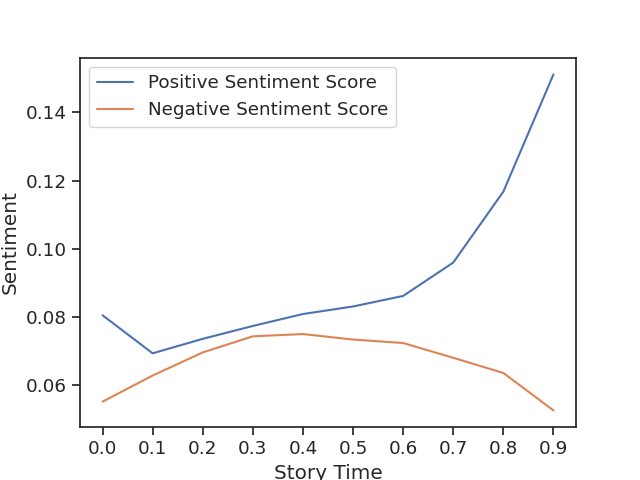 Positive Sentiment Score
Negative Sentiment Score
0.14
0.12
0.10
0.08
0.06
Sentiment
0.0 0.1 0.2 0.3 0.4 0.5 0.6 0.7 0.8 0.9
Story Time